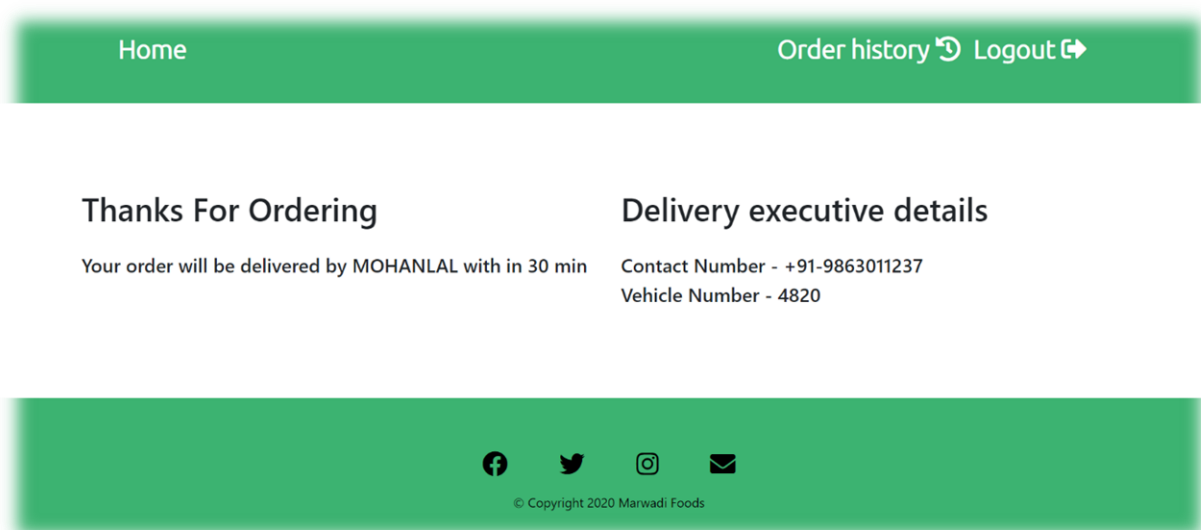 Home
Order history Logout
Thanks For Ordering
Your order will be delivered by MOHANLAL with in 30 min
Delivery executive details
Contact Number - +91-9863011237
Vehicle Number - 4820
© Copyright 2020 Marwadi Foods